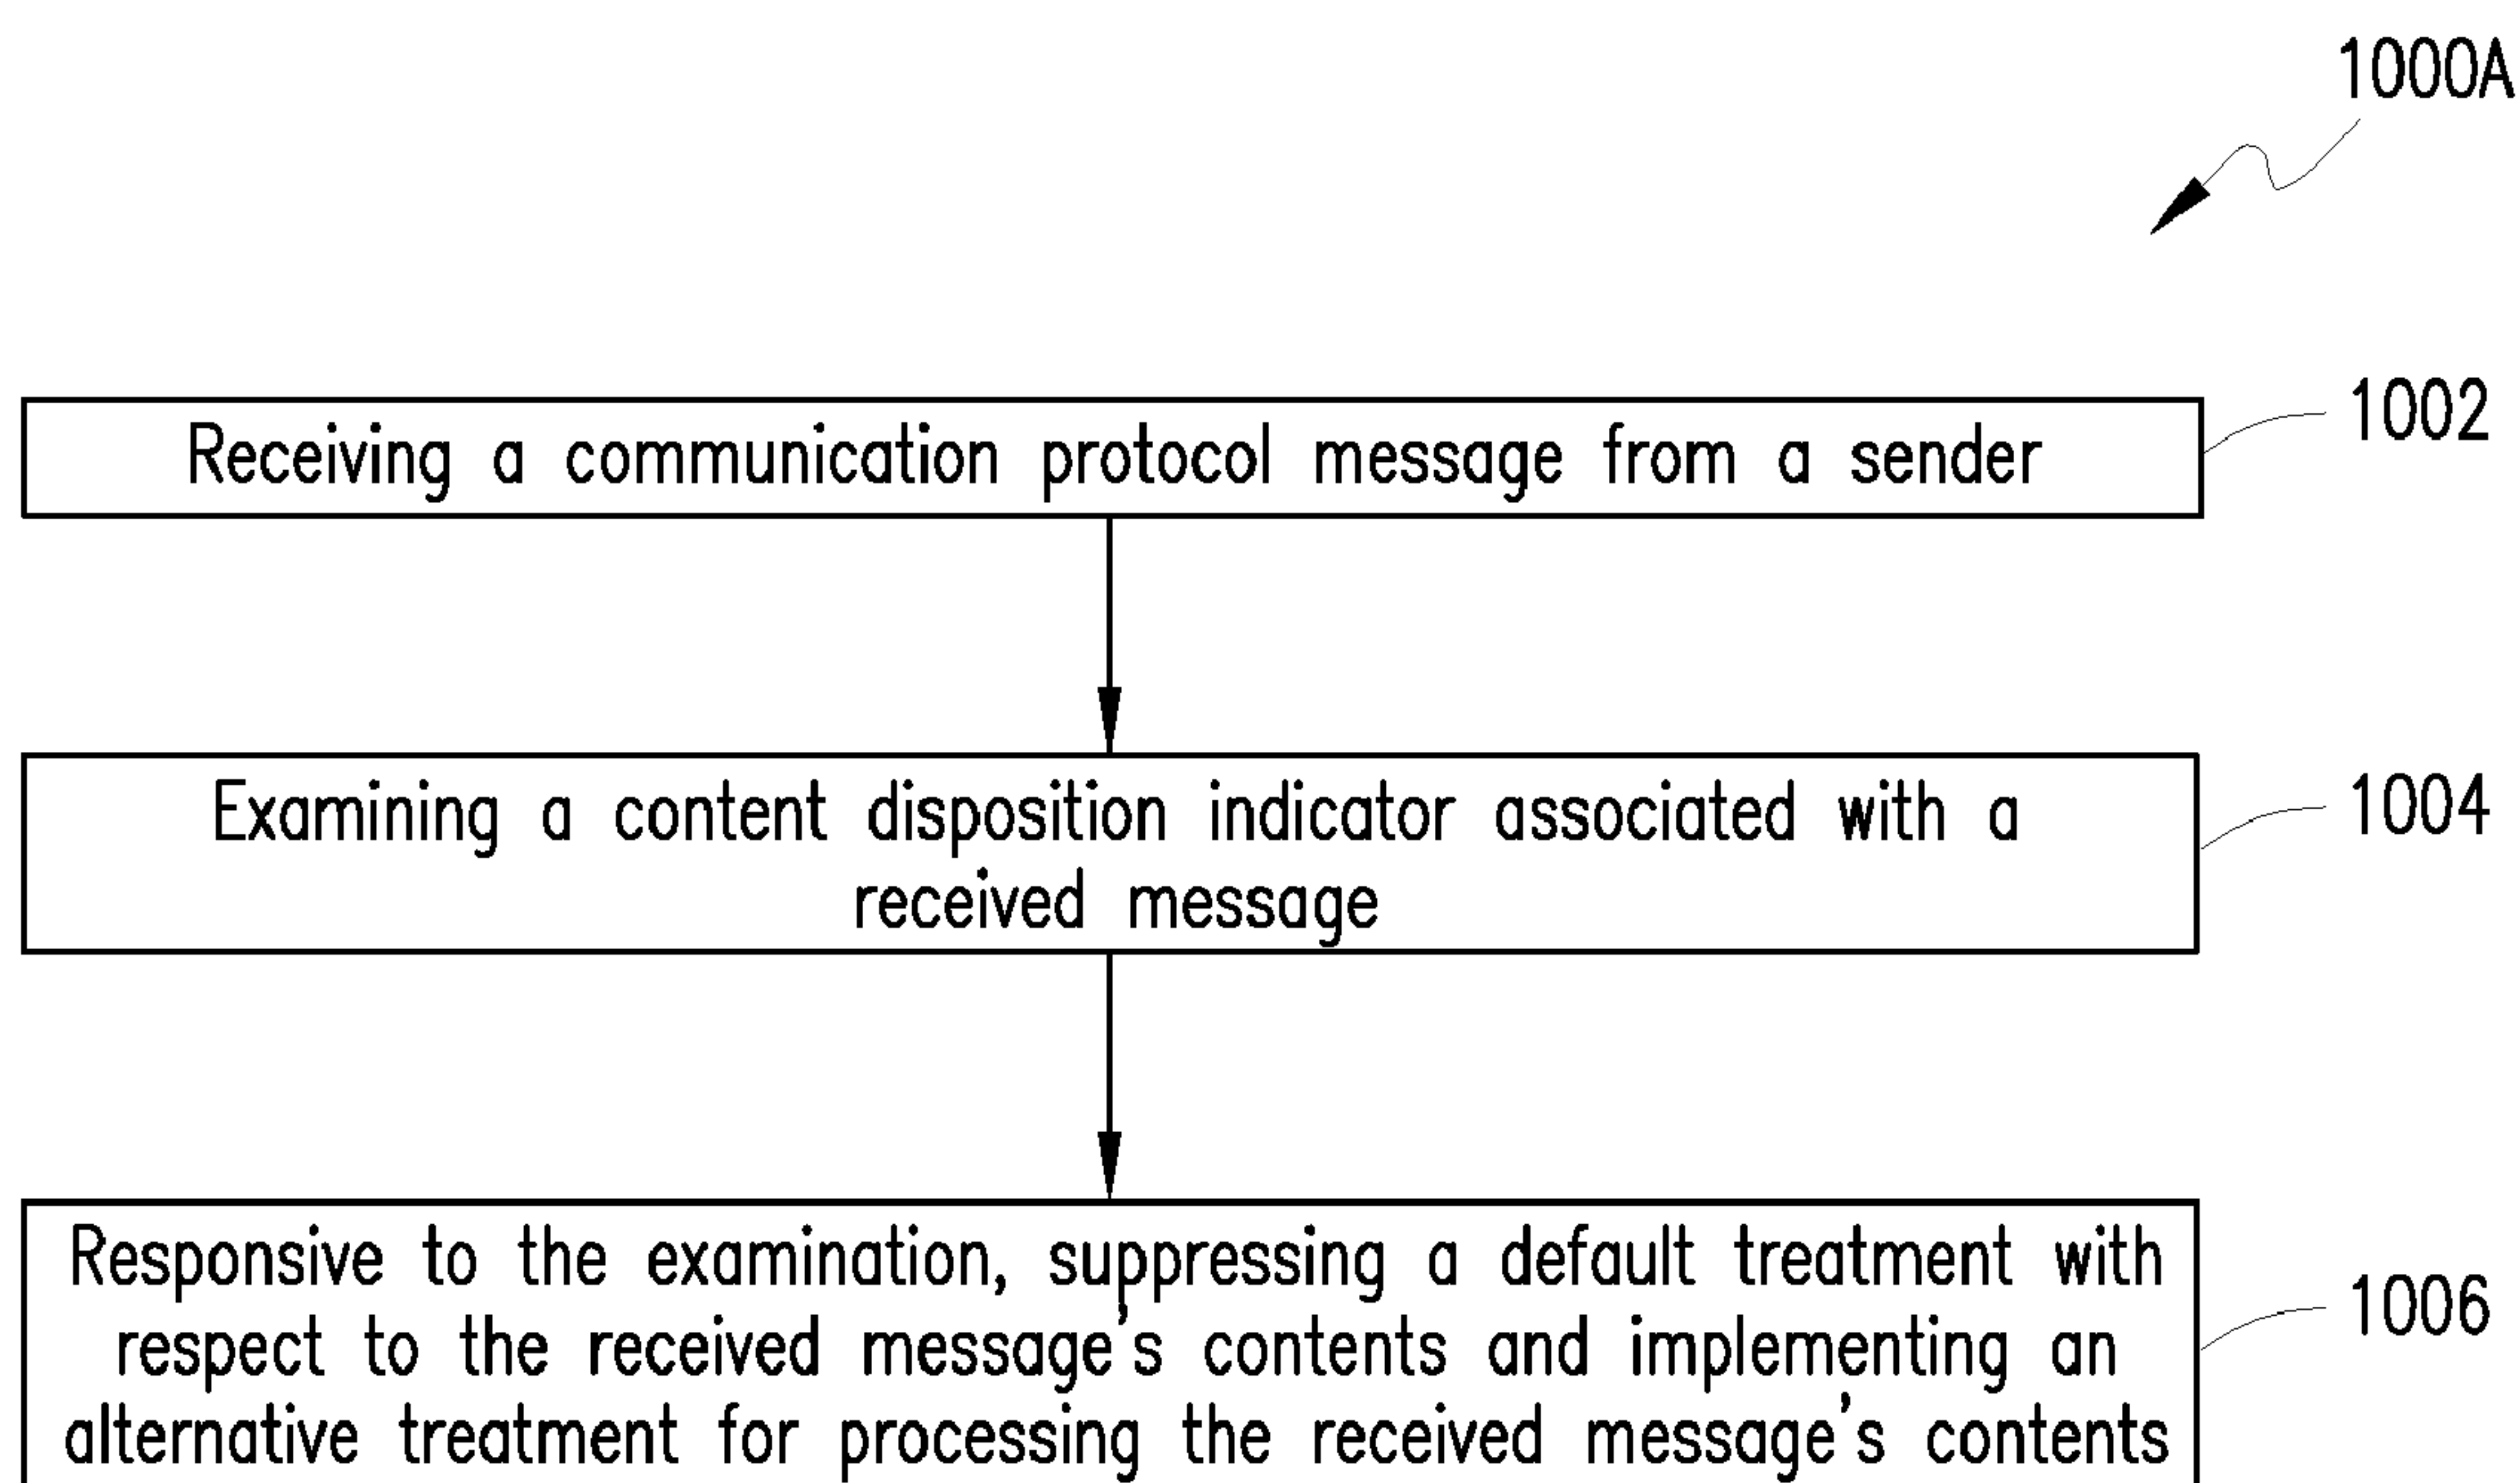 1000A
Receiving a communication protocol message from a sender
1002
Examining a content disposition indicator associated with a
received message
1004
Responsive to the examination, suppressing a default treatment with
respect to the received message's contents and implementing an
alternative treatment for processing the received message's contents
1006